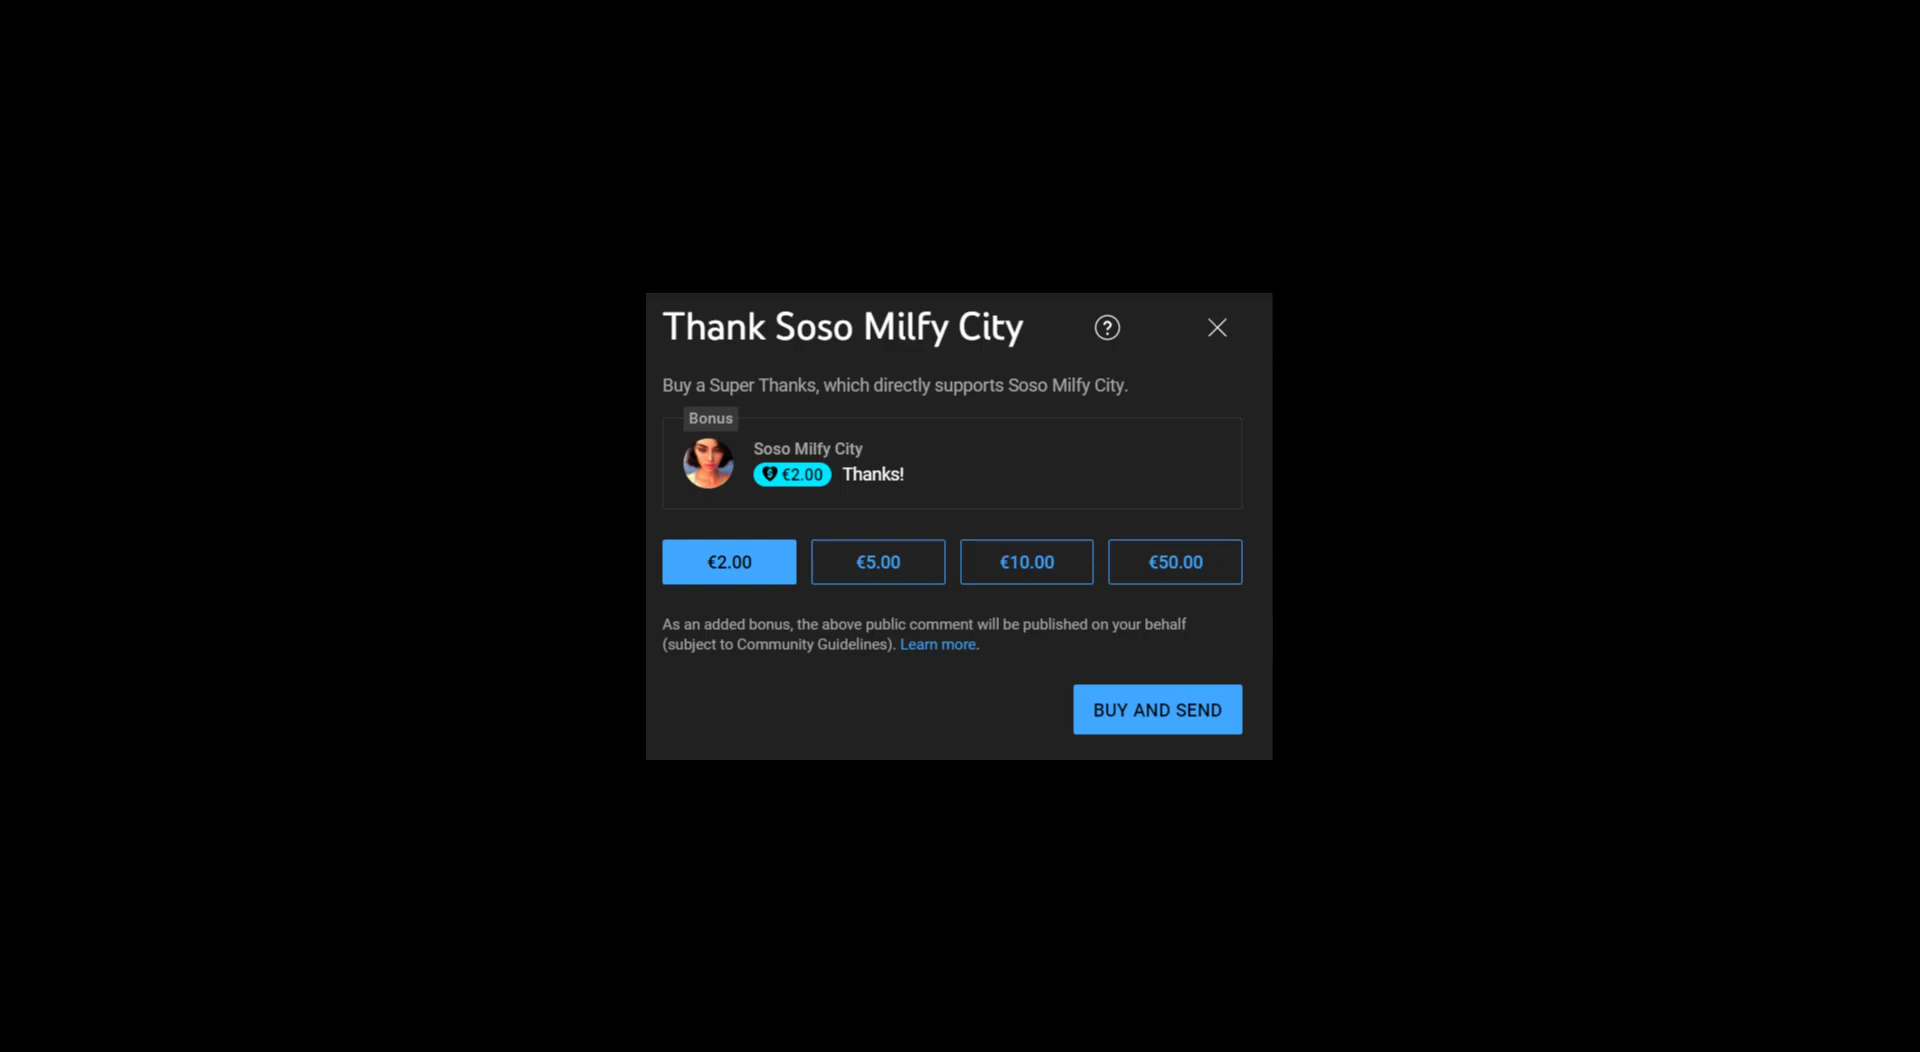 Thank Soso Milfy City
Buy a Super Thanks, which directly supports Soso Milfy City.
Bonus
Soso Milfy City
€2.00 Thanks!
€2.00 €5.00 €10.00 €50.00
As an added bonus, the above public comment will be published on your behalf
(subject to Community Guidelines). Learn more.
BUY AND SEND